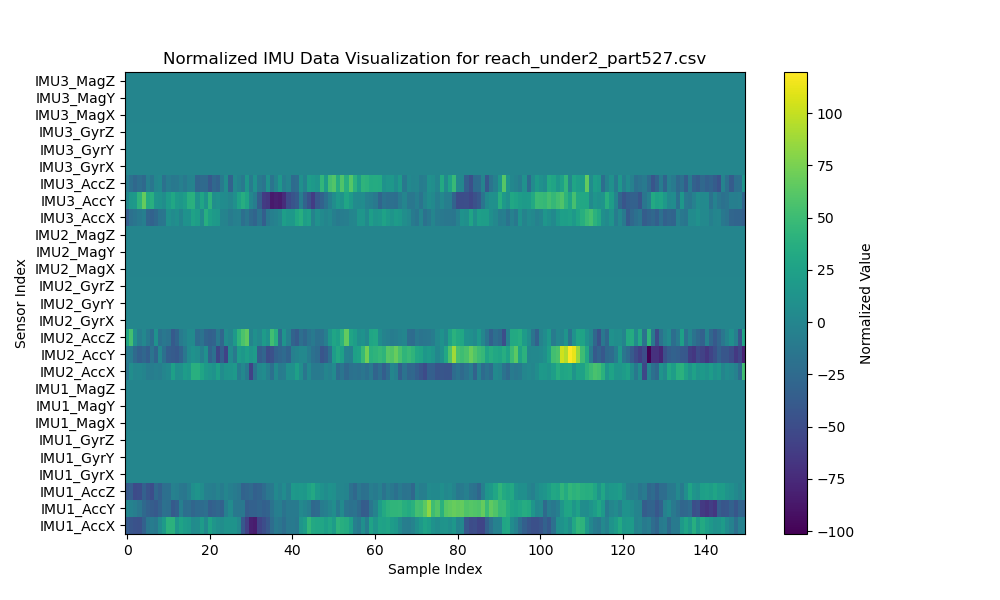 Normalized IMU Data Visualization for reach_under2_part527.csv
Sensor Index
IMU3_MagZ
IMU3_MagY
IMU3_MagX
IMU3_GyrZ
IMU3_GyrY
IMU3_GyrX
IMU3_AccZ
IMU3_AccY
IMU3_AccX
IMU2_MagZ
IMU2_MagY
IMU2_MagX
IMU2_GyrZ
IMU2_GyrY
IMU2_GyrX
IMU2_AccZ
IMU2_AccY
IMU2_AccX
IMU1_MagZ
IMU1_MagY
IMU1_MagX
IMU1_GyrZ
IMU1_GyrY
IMU1_GyrX
IMU1_AccZ
IMU1_AccY
IMU1_AccX
0 20 40 60 80 100 120 140
Sample Index
100
75
50
25
0
−25
−50
−75
−100
Normalized Value